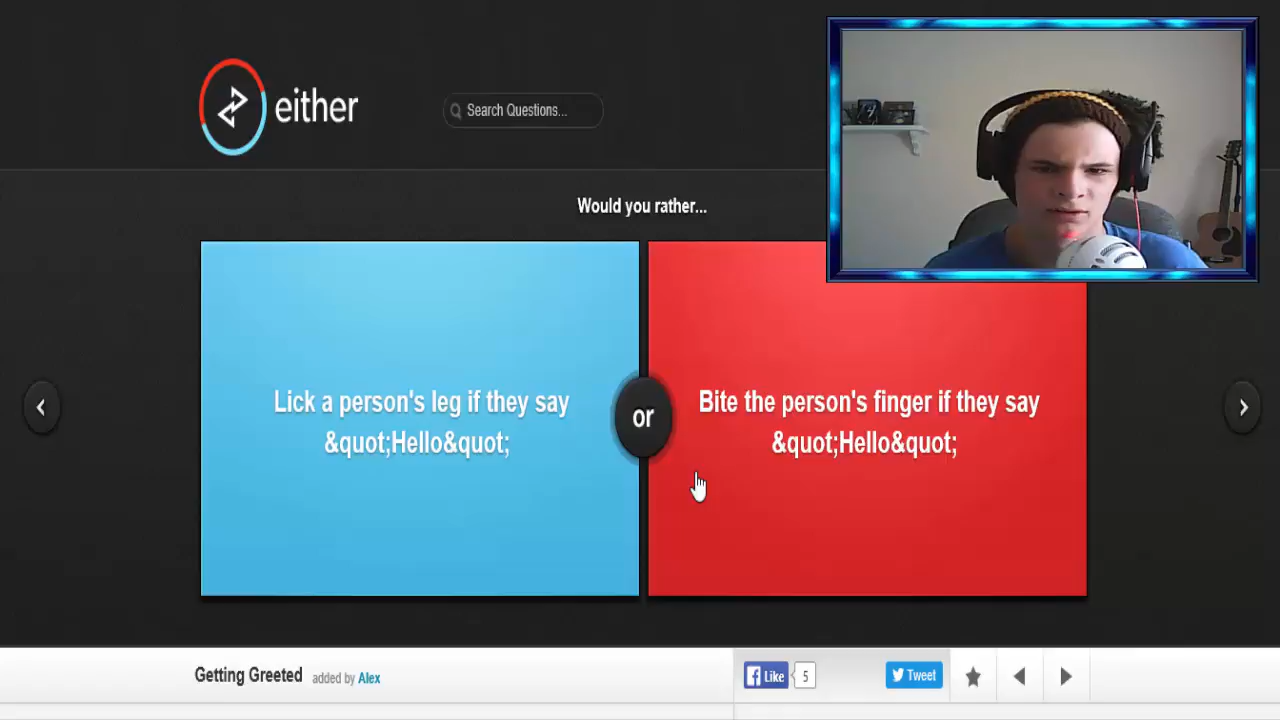 either
Search Questions...
Would you rather...
Lick a person's leg if they say
&quot;Hello&quot;
or
Bite the person's finger if they say
&quot;Hello&quot;
Getting Greeted added by Alex
Like 5 Tweet